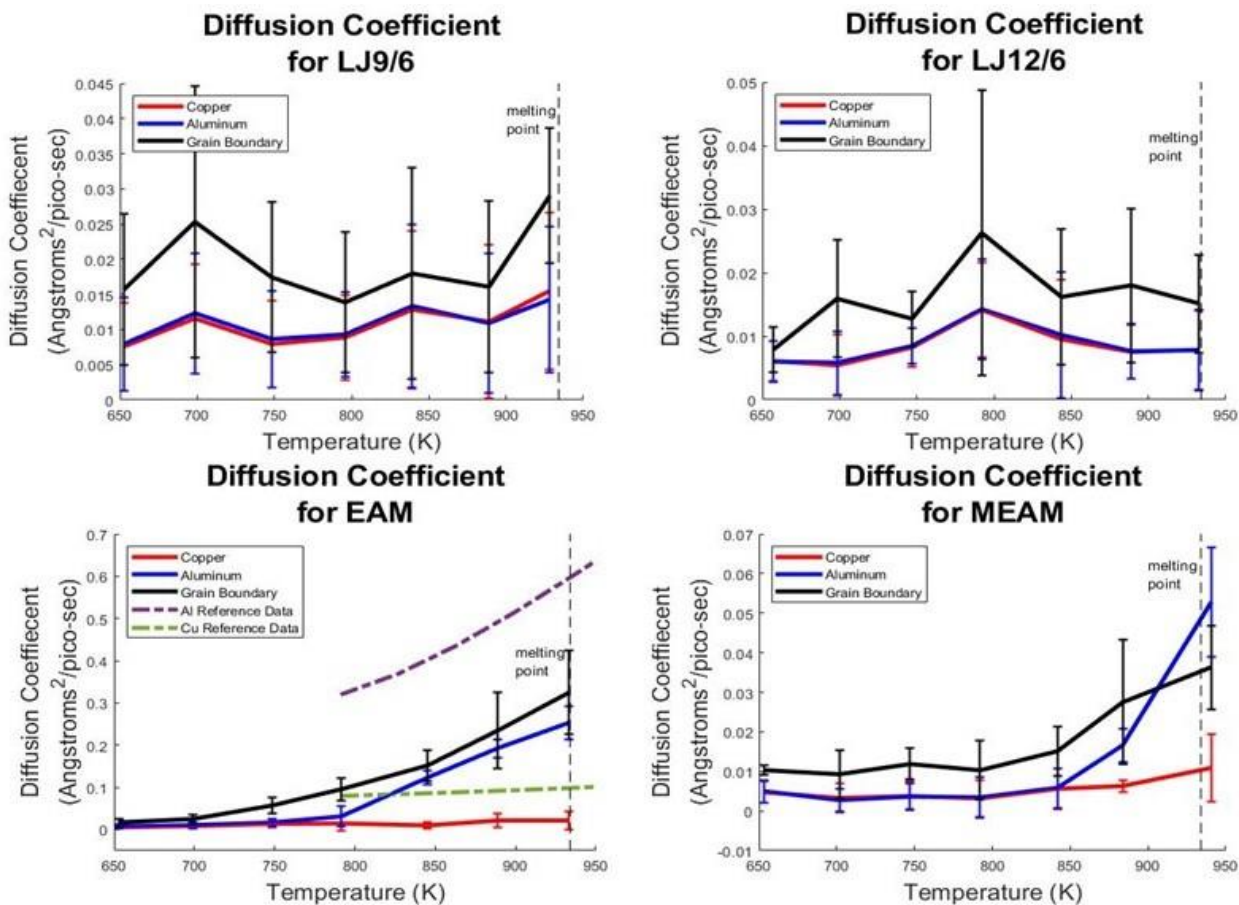 Diffusion Coefficient
for LJ9/6
0.045
0.04
0.035
0.03
0.025
0.02
0.015
0.01
0.005
0
Diffusion Coeffiecent
(Angstroms²/pico-sec)
Copper
Aluminum
Grain Boundary
melting
point
650
700
750
800
850
900
950
Temperature (K)
Diffusion Coefficient
for LJ12/6
0.05
0.04
0.03
0.02
0.01
0
Diffusion Coeffiecent
(Angstroms²/pico-sec)
Copper
Aluminum
Grain Boundary
melting
point
650
700
750
800
850
900
950
Temperature (K)
Diffusion Coefficient
for EAM
0.7
0.6
0.5
0.4
0.3
0.2
0.1
0
Diffusion Coeffiecent
(Angstroms²/pico-sec)
Copper
Aluminum
Grain Boundary
Al Reference Data
Cu Reference Data
melting
point
650
700
750
800
850
900
950
Temperature (K)
Diffusion Coefficient
for MEAM
0.07
0.06
0.05
0.04
0.03
0.02
0.01
0
-0.01
Diffusion Coeffiecent
(Angstroms²/pico-sec)
Copper
Aluminum
Grain Boundary
melting
point
650
700
750
800
850
900
950
Temperature (K)